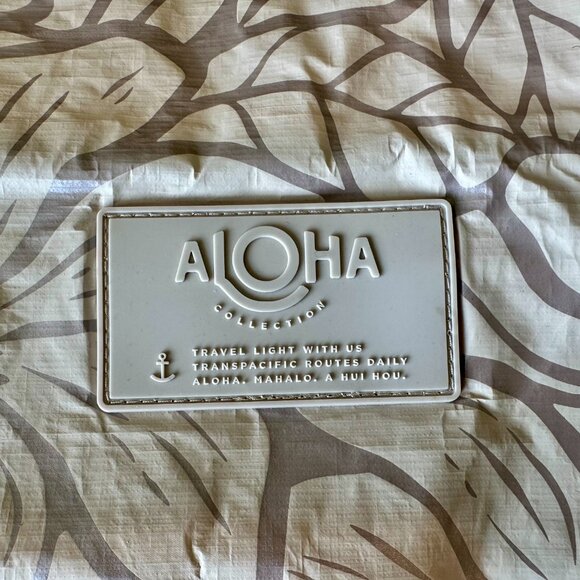 ALOHA
COLLECTION
TRAVEL LIGHT WITH US
TRANSPACIFIC ROUTES DAILY
ALOHA. MAHALO. A HUI HOU.